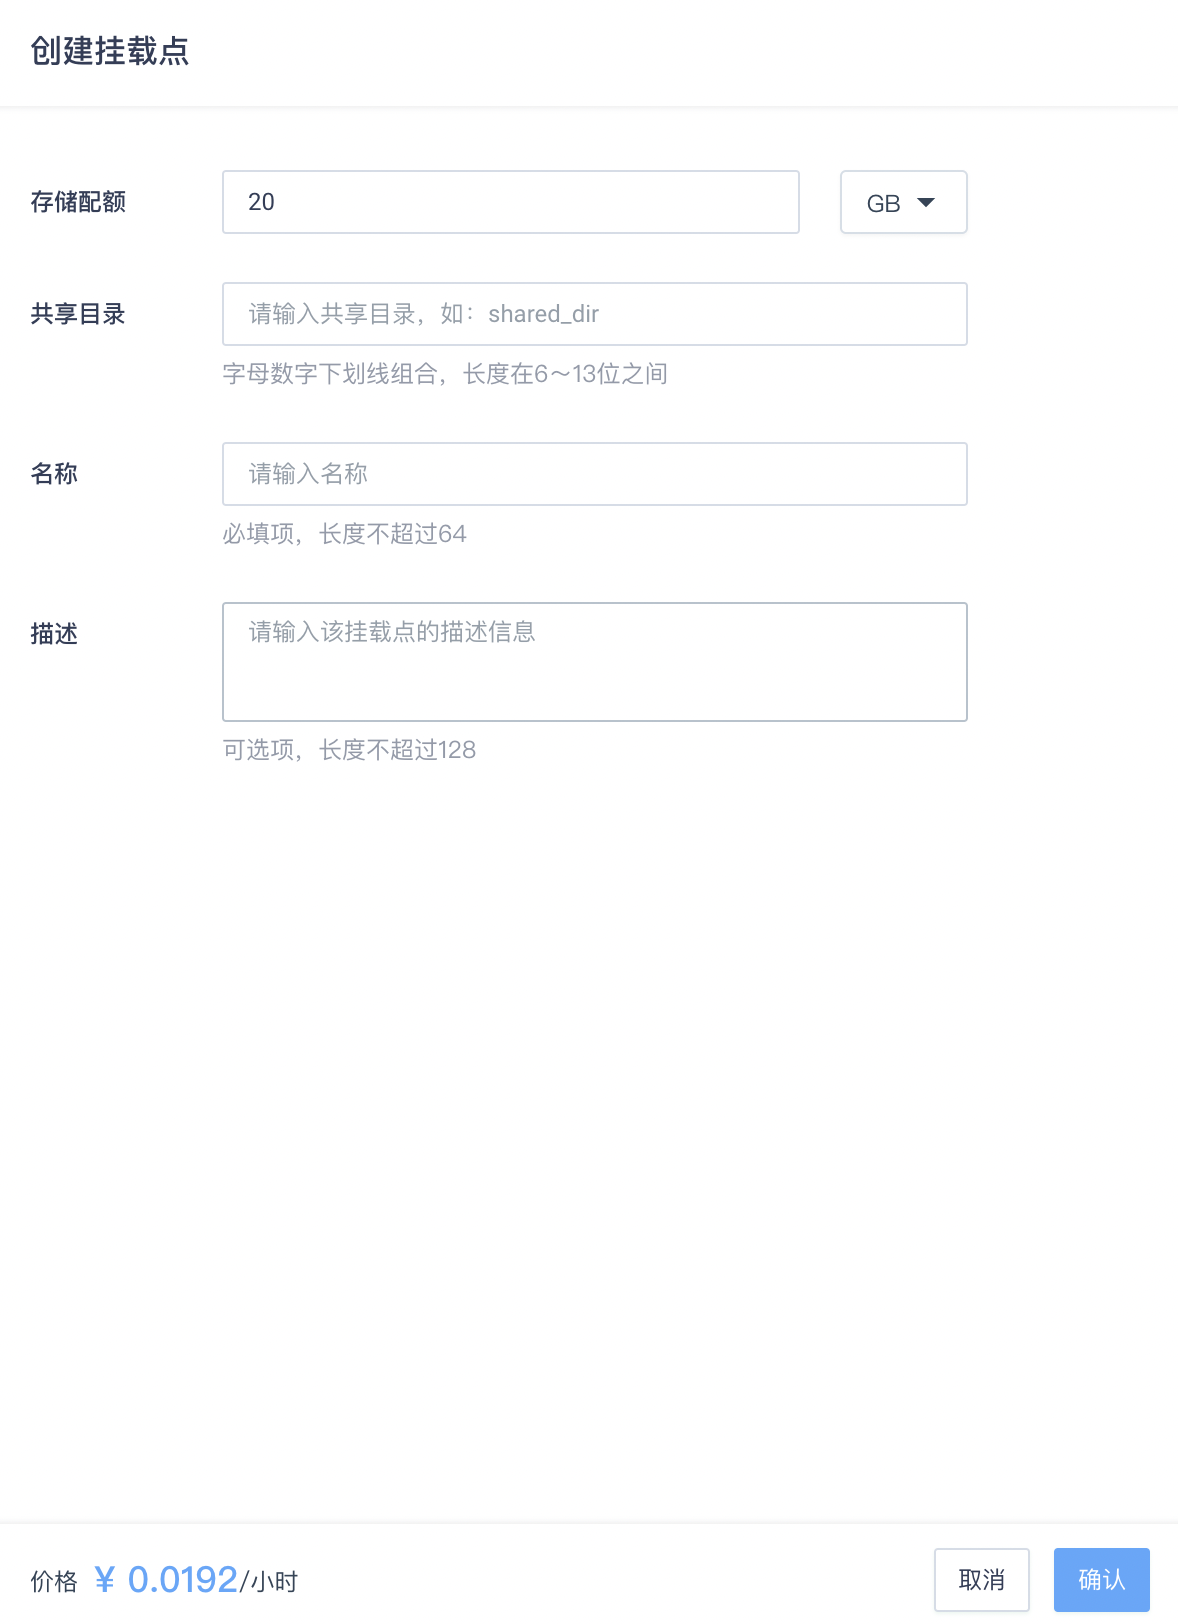 创建挂载点
存储配额 20 GB
共享目录 请输入共享目录，如：shared_dir
字母数字下划线组合，长度在6～13位之间
名称 请输入名称
必填项，长度不超过64
描述 请输入该挂载点的描述信息
可选项，长度不超过128
价格 ¥ 0.0192/小时 取消 确认